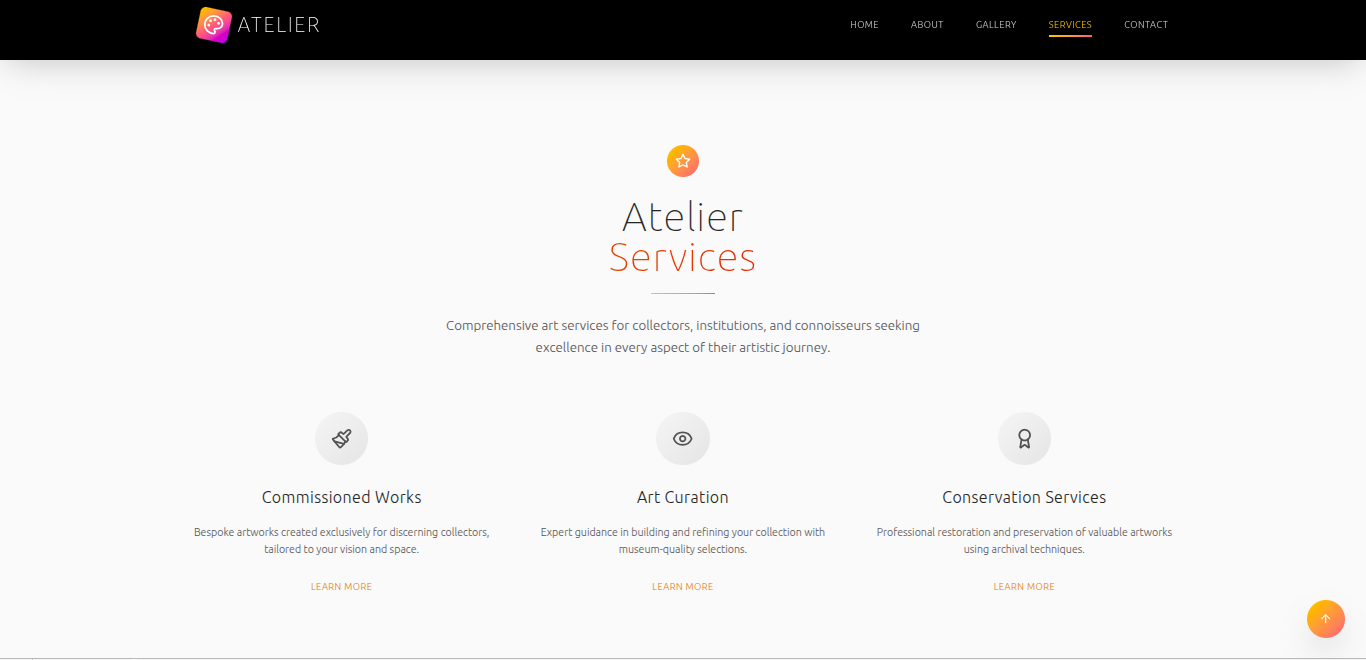 ATELIER
HOME ABOUT GALLERY SERVICES CONTACT
Atelier
Services
Comprehensive art services for collectors, institutions, and connoisseurs seeking
excellence in every aspect of their artistic journey.
Commissioned Works
Bespoke artworks created exclusively for discerning collectors,
tailored to your vision and space.
LEARN MORE
Art Curation
Expert guidance in building and refining your collection with
museum-quality selections.
LEARN MORE
Conservation Services
Professional restoration and preservation of valuable artworks
using archival techniques.
LEARN MORE